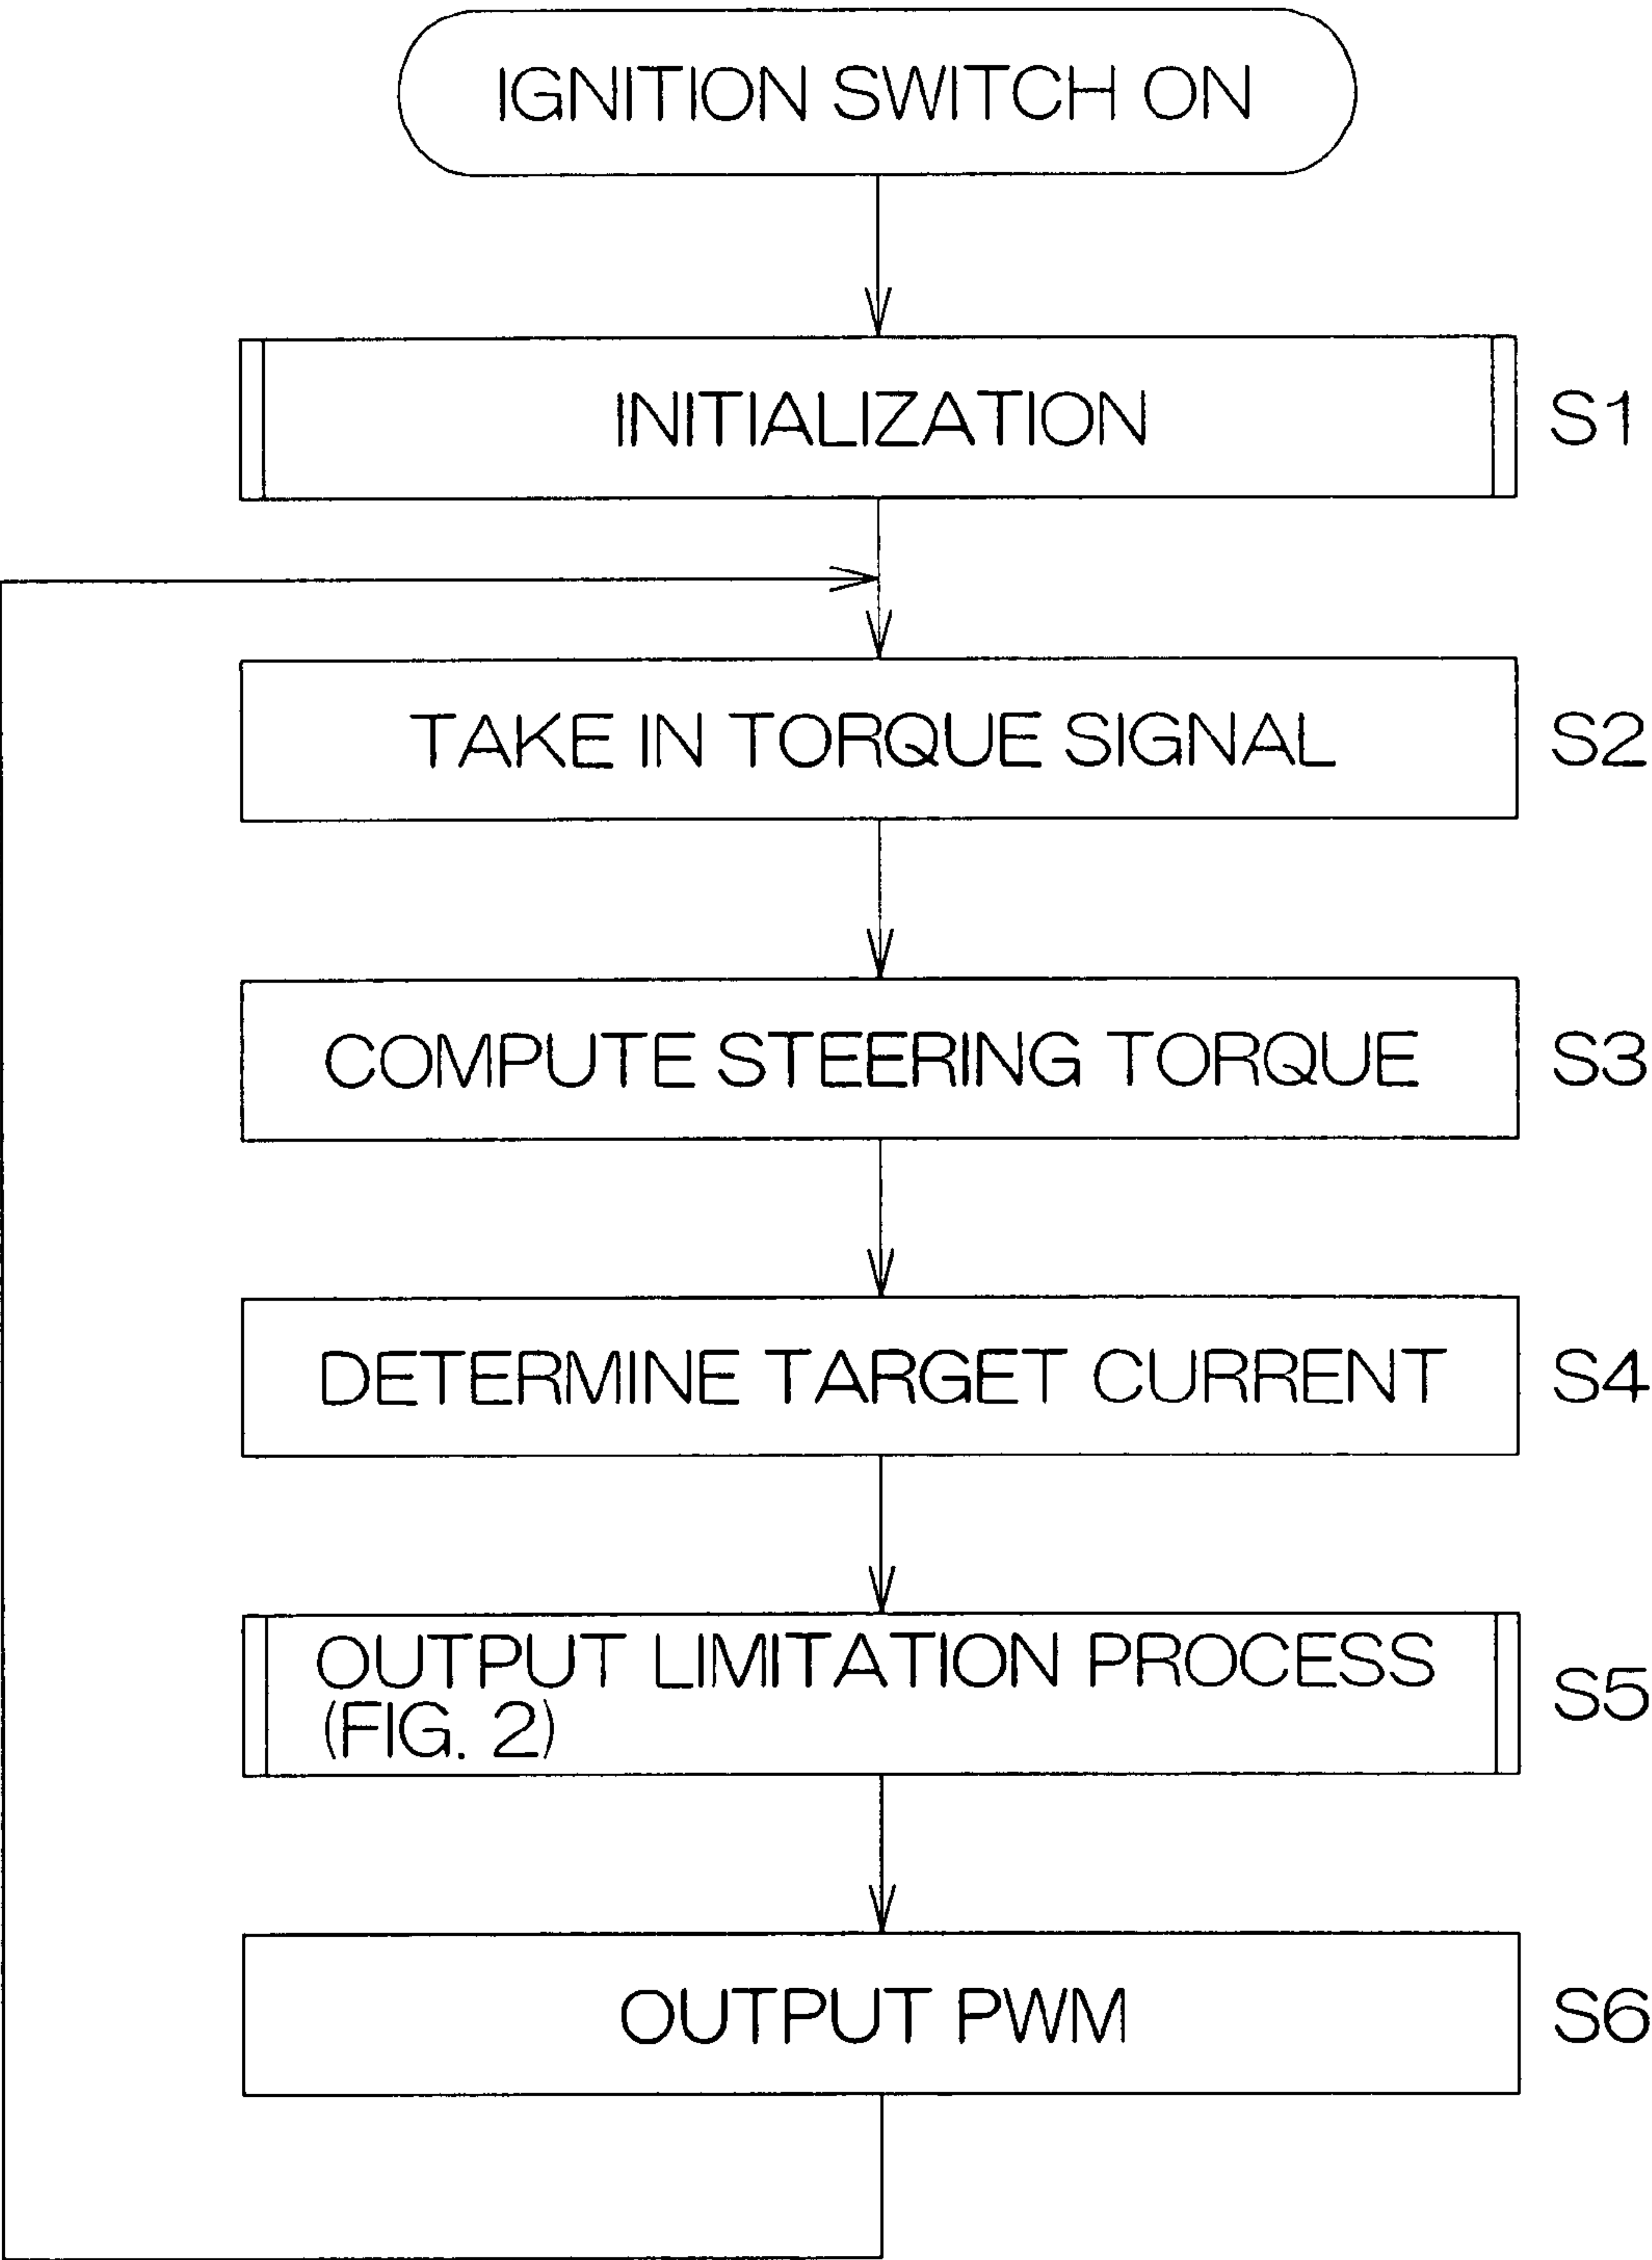 IGNITION SWITCH ON
INITIALIZATION S1
TAKE IN TORQUE SIGNAL S2
COMPUTE STEERING TORQUE S3
DETERMINE TARGET CURRENT S4
OUTPUT LIMITATION PROCESS
(FIG. 2) S5
OUTPUT PWM S6